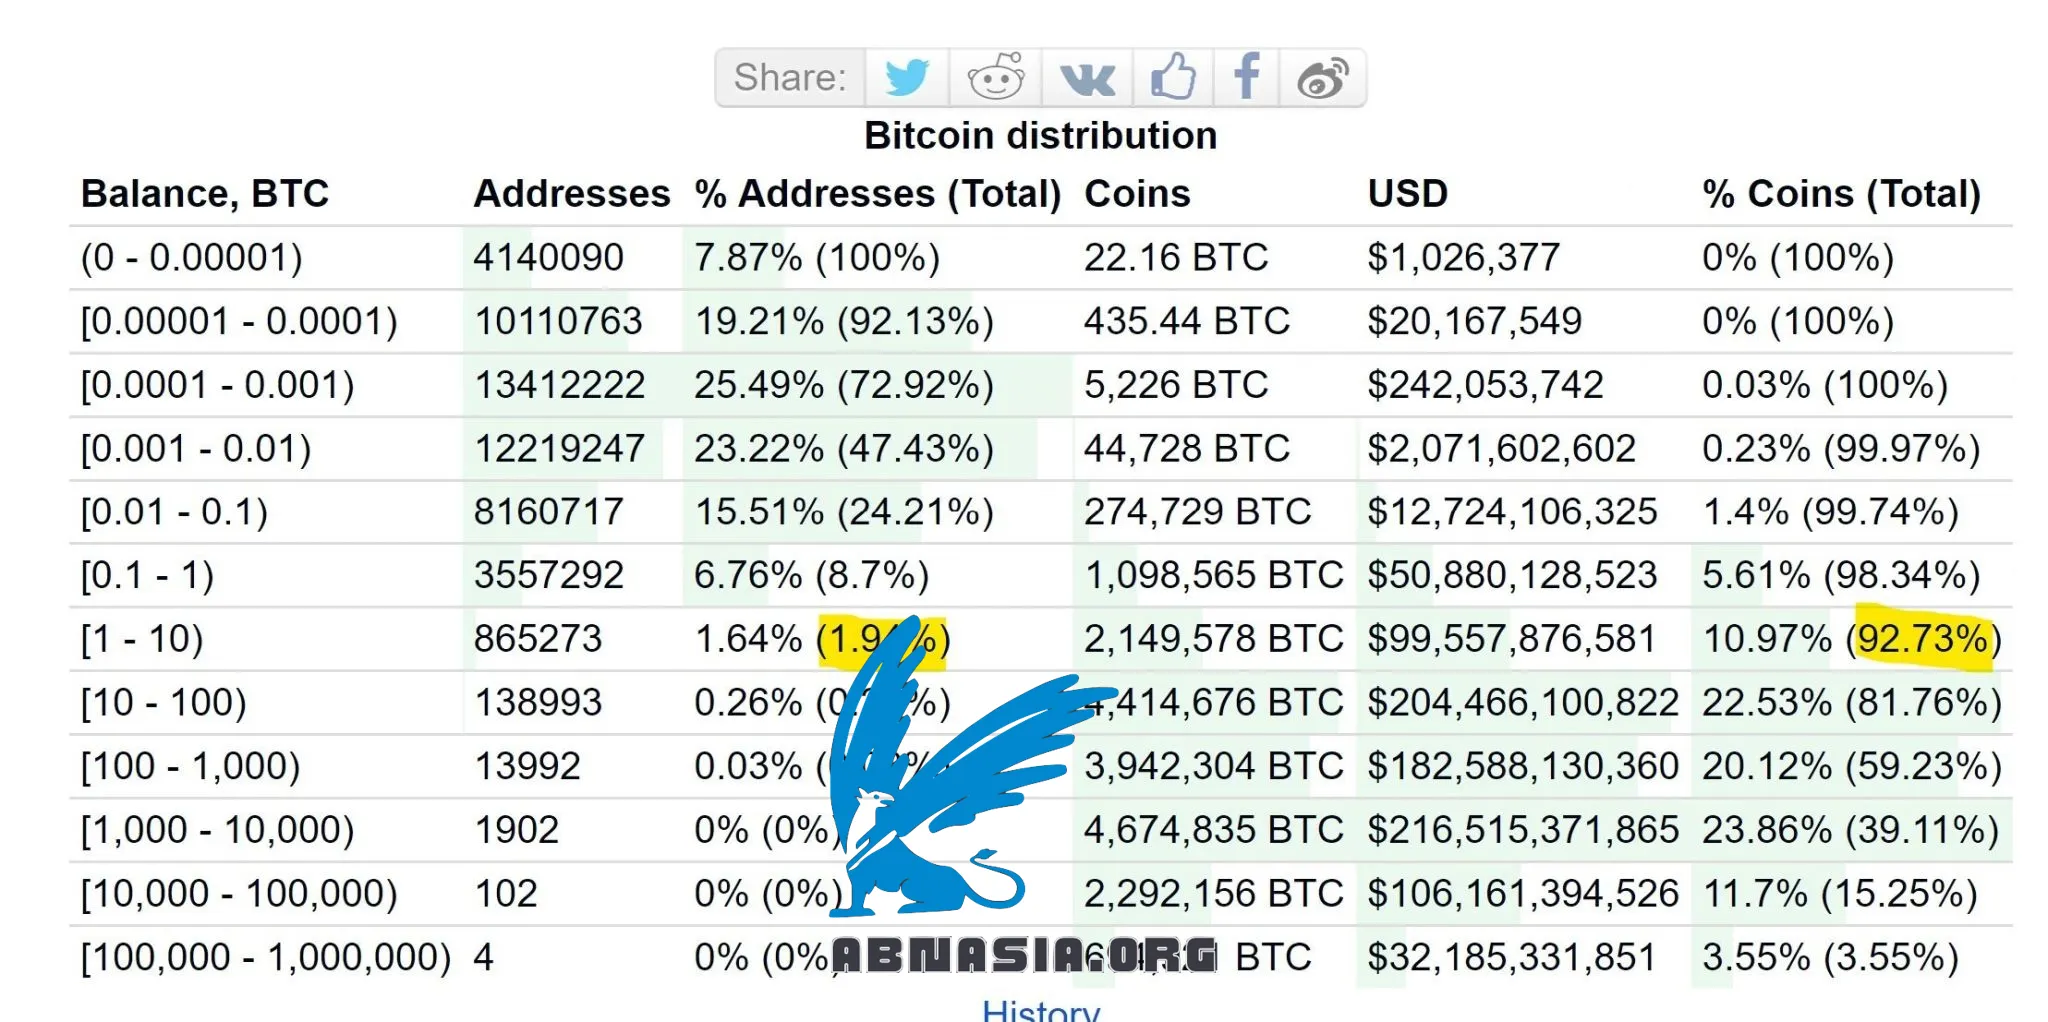 Share:
Bitcoin distribution
Balance, BTC Addresses % Addresses (Total) Coins USD % Coins (Total)
(0 - 0.00001) 4140090 7.87% (100%) 22.16 BTC $1,026,377 0% (100%)
[0.00001 - 0.0001) 10110763 19.21% (92.13%) 435.44 BTC $20,167,549 0% (100%)
[0.0001 - 0.001) 13412222 25.49% (72.92%) 5,226 BTC $242,053,742 0.03% (100%)
[0.001 - 0.01) 12219247 23.22% (47.43%) 44,728 BTC $2,071,602,602 0.23% (99.97%)
[0.01 - 0.1) 8160717 15.51% (24.21%) 274,729 BTC $12,724,106,325 1.4% (99.74%)
[0.1 - 1) 3557292 6.76% (8.7%) 1,098,565 BTC $50,880,128,523 5.61% (98.34%)
[1 - 10) 865273 1.64% (1.94%) 2,149,578 BTC $99,557,876,581 10.97% (92.73%)
[10 - 100) 138993 0.26% 4,414,676 BTC $204,466,100,822 22.53% (81.76%)
[100 - 1,000) 13992 0.03% 3,942,304 BTC $182,588,130,360 20.12% (59.23%)
[1,000 - 10,000) 1902 0% (0%) 4,674,835 BTC $216,515,371,865 23.86% (39.11%)
[10,000 - 100,000) 102 0% (0%) 2,292,156 BTC $106,161,394,526 11.7% (15.25%)
[100,000 - 1,000,000) 4 0% (0%) BTC $32,185,331,851 3.55% (3.55%)
ABNASIA.ORG
History